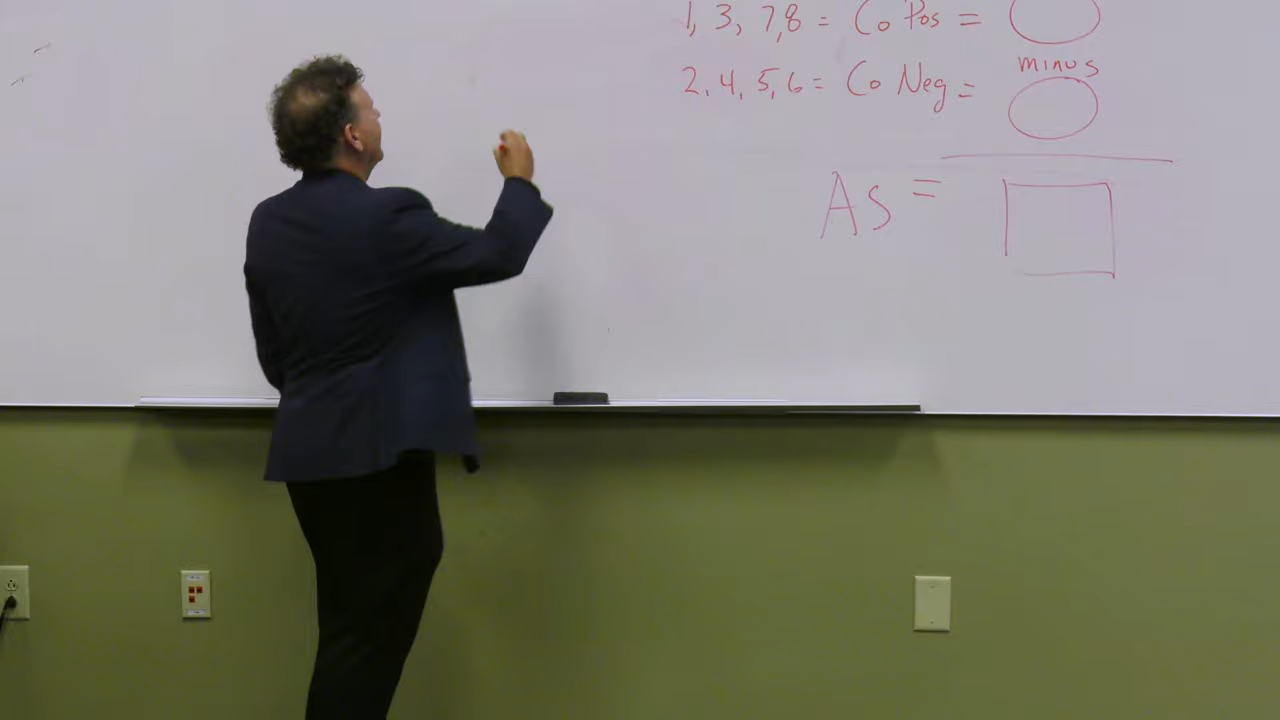 1, 3, 7, 8 = Co Pos =
minus
2, 4, 5, 6 = Co Neg =
AS =